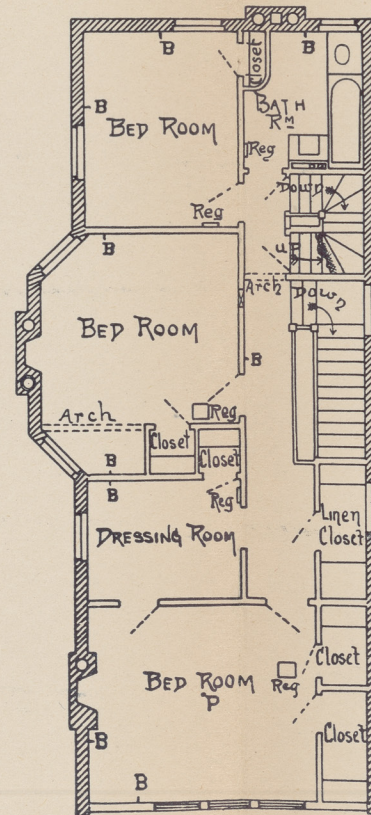 B
B
Closet
BATH
RM
B
BED ROOM
Reg
Down
Reg
UP
B
Arch
Down
BED ROOM
B
Arch
Reg
Closet
Closet
B
B
Reg
DRESSING ROOM
Linen
Closet
BED ROOM
P
Reg
Closet
Closet
B
B